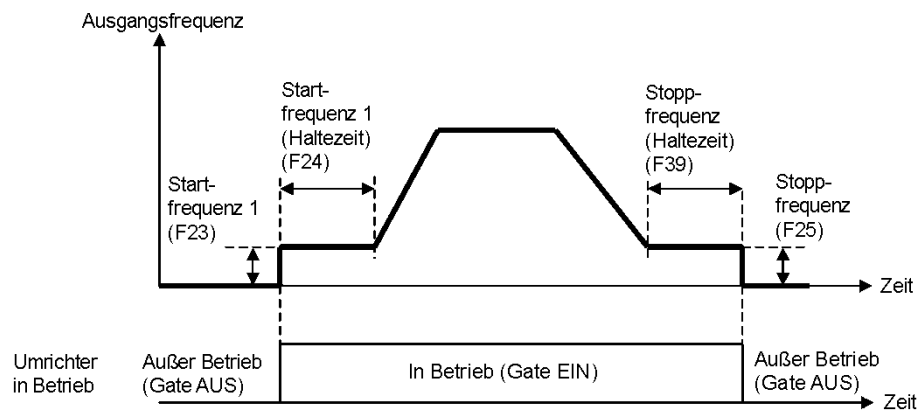 Ausgangsfrequenz
Start-
frequenz 1
(Haltezeit)
(F24)
Stopp-
frequenz
(Haltezeit)
(F39)
Start-
frequenz 1
(F23)
Stopp-
frequenz
(F25)
Zeit
Umrichter
in Betrieb
Außer Betrieb
(Gate AUS)
In Betrieb (Gate EIN)
Außer Betrieb
(Gate AUS)
Zeit